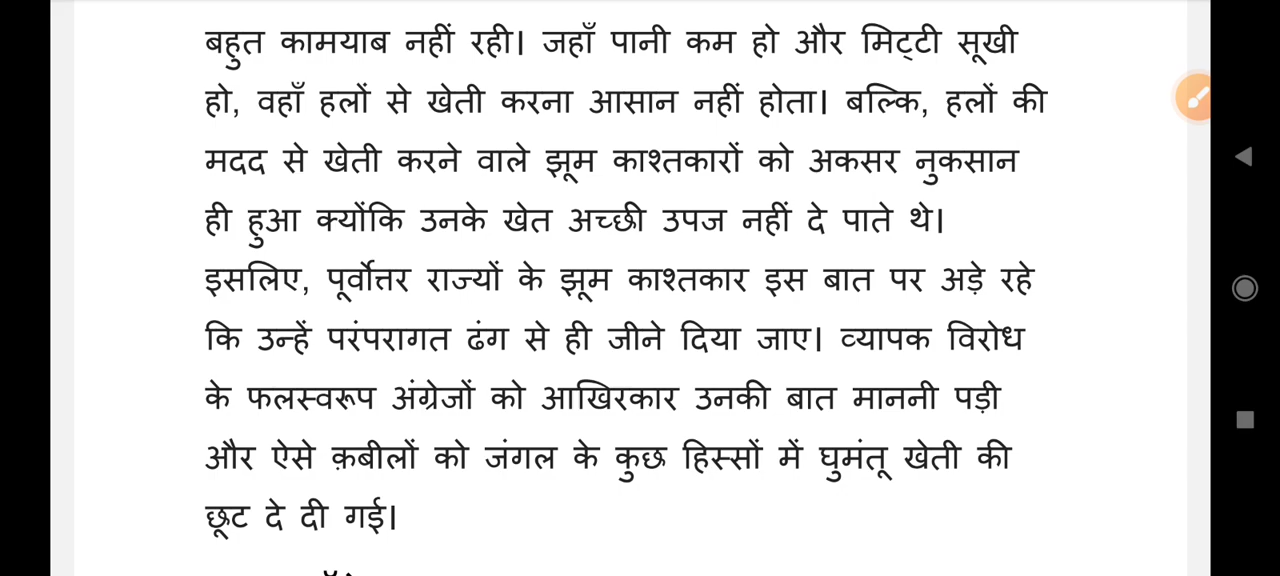 बहुत कामयाब नहीं रही। जहाँ पानी कम हो और मिट्टी सूखी
हो, वहाँ हलों से खेती करना आसान नहीं होता। बल्कि, हलों की
मदद से खेती करने वाले झूम काश्तकारों को अकसर नुकसान
ही हुआ क्योंकि उनके खेत अच्छी उपज नहीं दे पाते थे।
इसलिए, पूर्वोत्तर राज्यों के झूम काश्तकार इस बात पर अड़े रहे
कि उन्हें परंपरागत ढंग से ही जीने दिया जाए। व्यापक विरोध
के फलस्वरूप अंग्रेजों को आखिरकार उनकी बात माननी पड़ी
और ऐसे क़बीलों को जंगल के कुछ हिस्सों में घुमंतू खेती की
छूट दे दी गई।